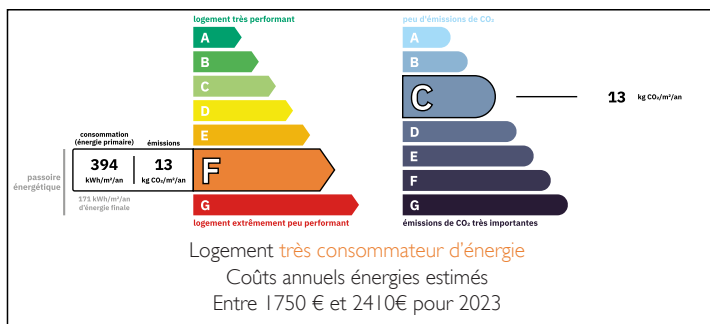 logement très performant
A
B
C
D
E
consommation
(énergie primaire)
émissions
394
kWh/m²/an
13
kg CO₂/m²/an
F
passoire
énergétique
171 kWh/m²/an
d'énergie finale
G
logement extrêmement peu performant
peu d'émissions de CO₂
A
B
C
13 kg CO₂/m²/an
D
E
F
G
émissions de CO₂ très importantes
Logement très consommateur d'énergie
Coûts annuels énergies estimés
Entre 1750 € et 2410€ pour 2023